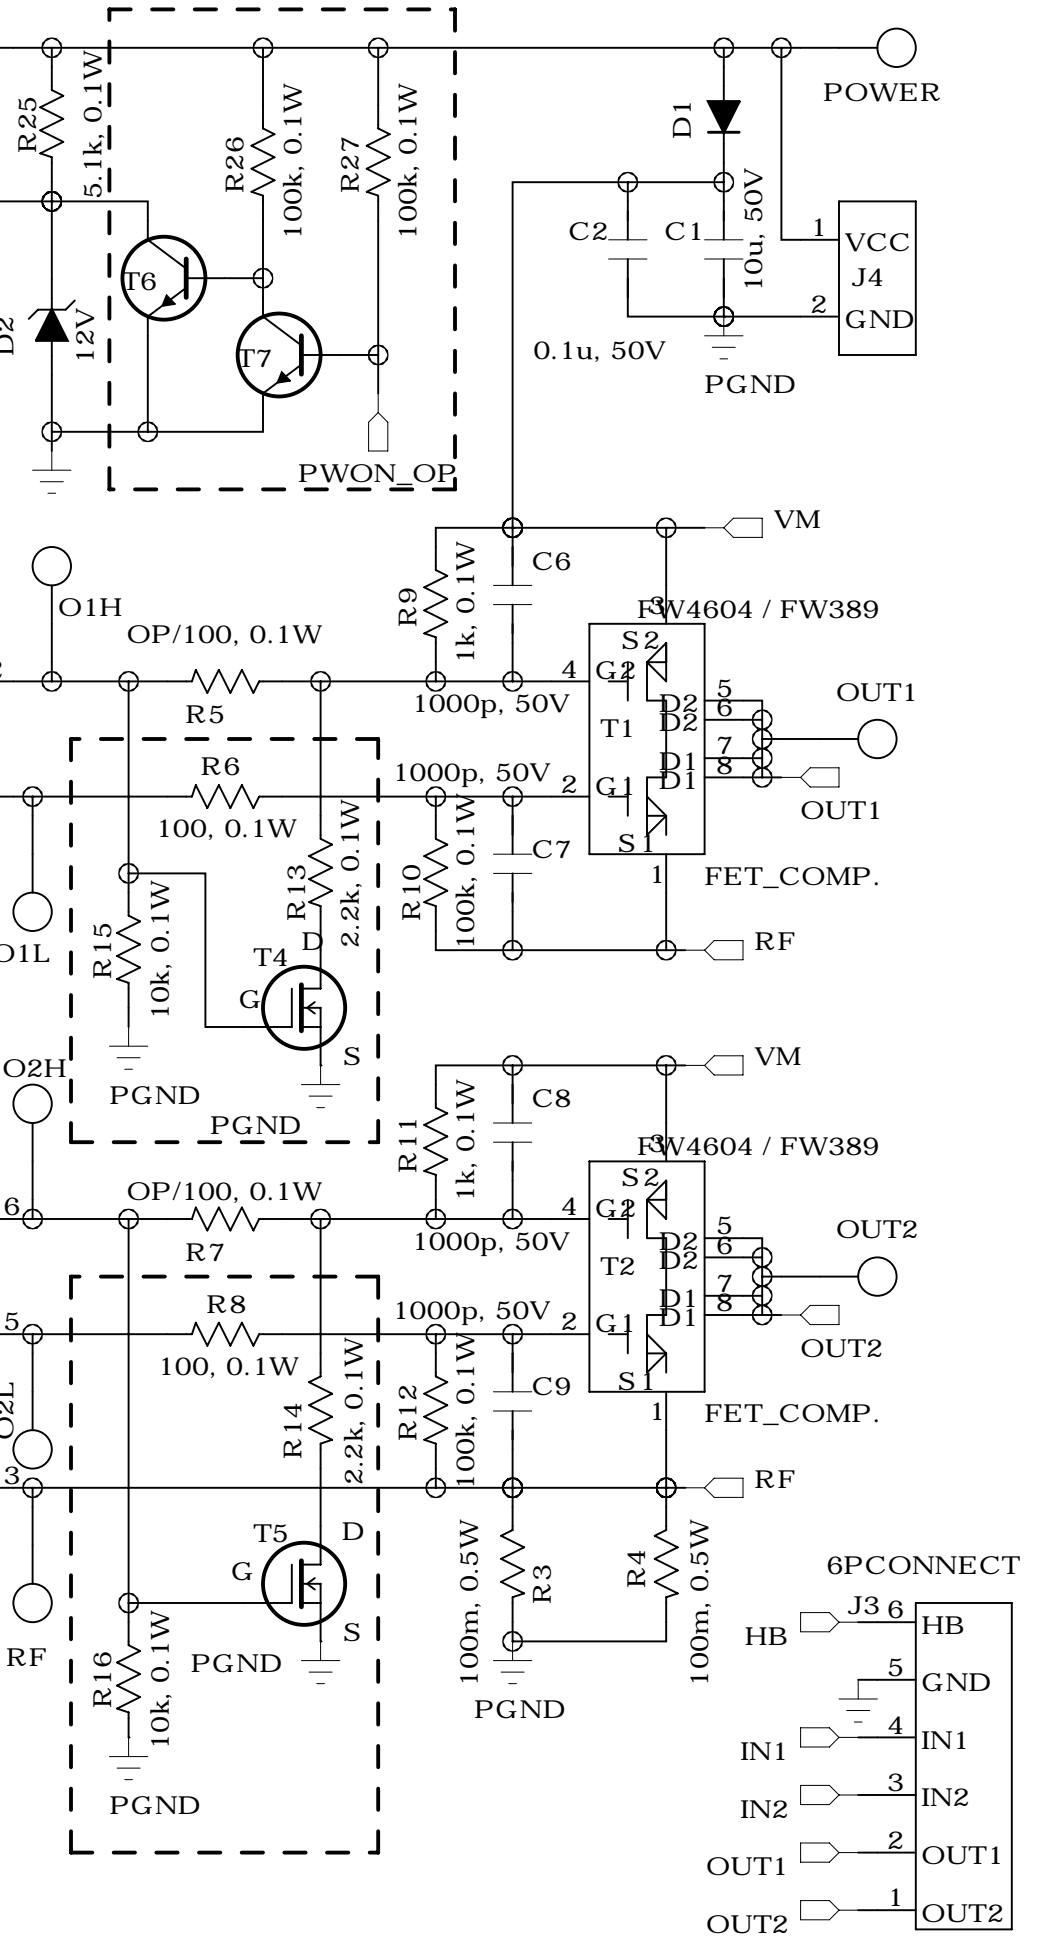 POWER
R25
5.1k, 0.1W
R26
100k, 0.1W
R27
100k, 0.1W
D1
C2
C1
10u, 50V
1
VCC
J4
2
GND
0.1u, 50V
PGND
T6
T7
D2
12V
PWON_OP
VM
O1H
OP/100, 0.1W
R5
R9
1k, 0.1W
C6
1000p, 50V
3
FW4604 / FW389
S2
4
G2
T1
D2
D2
5
6
D1
D1
7
8
OUT1
OUT1
R6
100, 0.1W
1000p, 50V
2
G1
S1
1
FET_COMP.
R10
100k, 0.1W
C7
RF
R13
2.2k, 0.1W
O1L
R15
10k, 0.1W
D
T4
G
S
PGND
PGND
O2H
VM
R11
1k, 0.1W
C8
3
FW4604 / FW389
6
OP/100, 0.1W
R7
1000p, 50V
S2
4
G2
T2
D2
D2
5
6
D1
D1
7
8
OUT2
OUT2
5
R8
100, 0.1W
1000p, 50V
2
G1
S1
1
FET_COMP.
R12
100k, 0.1W
C9
R14
2.2k, 0.1W
O2L
3
RF
RF
T5
D
G
S
PGND
R16
10k, 0.1W
PGND
100m, 0.5W
R3
R4
100m, 0.5W
PGND
6PCONNECT
J3
HB
6
HB
5
GND
IN1
4
IN1
IN2
3
IN2
OUT1
2
OUT1
OUT2
1
OUT2